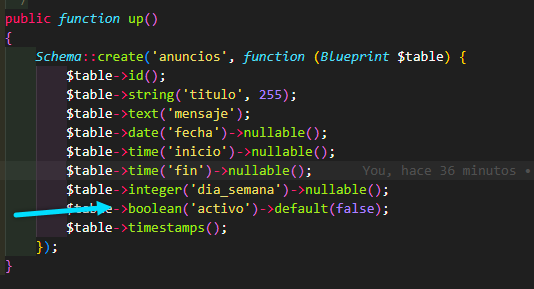 */
public function up()
{
Schema::create('anuncios', function (Blueprint $table) {
$table->id();
$table->string('titulo', 255);
$table->text('mensaje');
$table->date('fecha')->nullable();
$table->time('inicio')->nullable();
$table->time('fin')->nullable(); You, hace 36 minutos •
$table->integer('dia_semana')->nullable();
$table->boolean('activo')->default(false);
$table->timestamps();
});
}